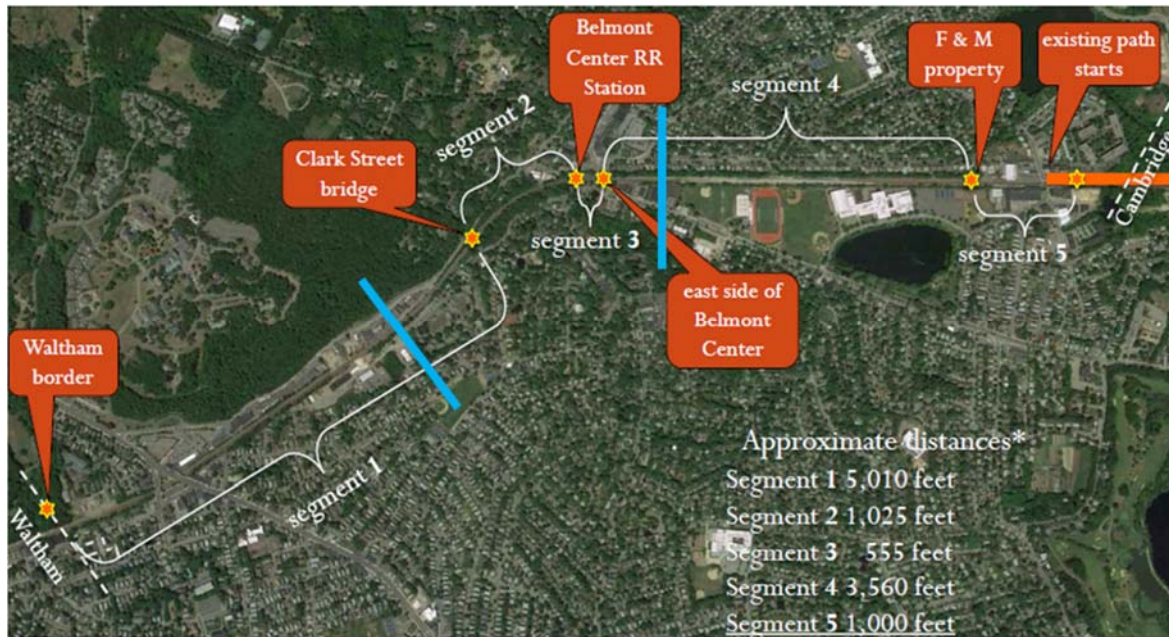 Belmont
Center RR
Station
F & M
property
existing path
starts
segment 4
segment 2
Clark Street
bridge
Cambridge
segment 3
segment 5
east side of
Belmont
Center
Waltham
border
segment 1
Waltham
Approximate distances*
Segment 1 5,010 feet
Segment 2 1,025 feet
Segment 3 555 feet
Segment 4 3,560 feet
Segment 5 1,000 feet